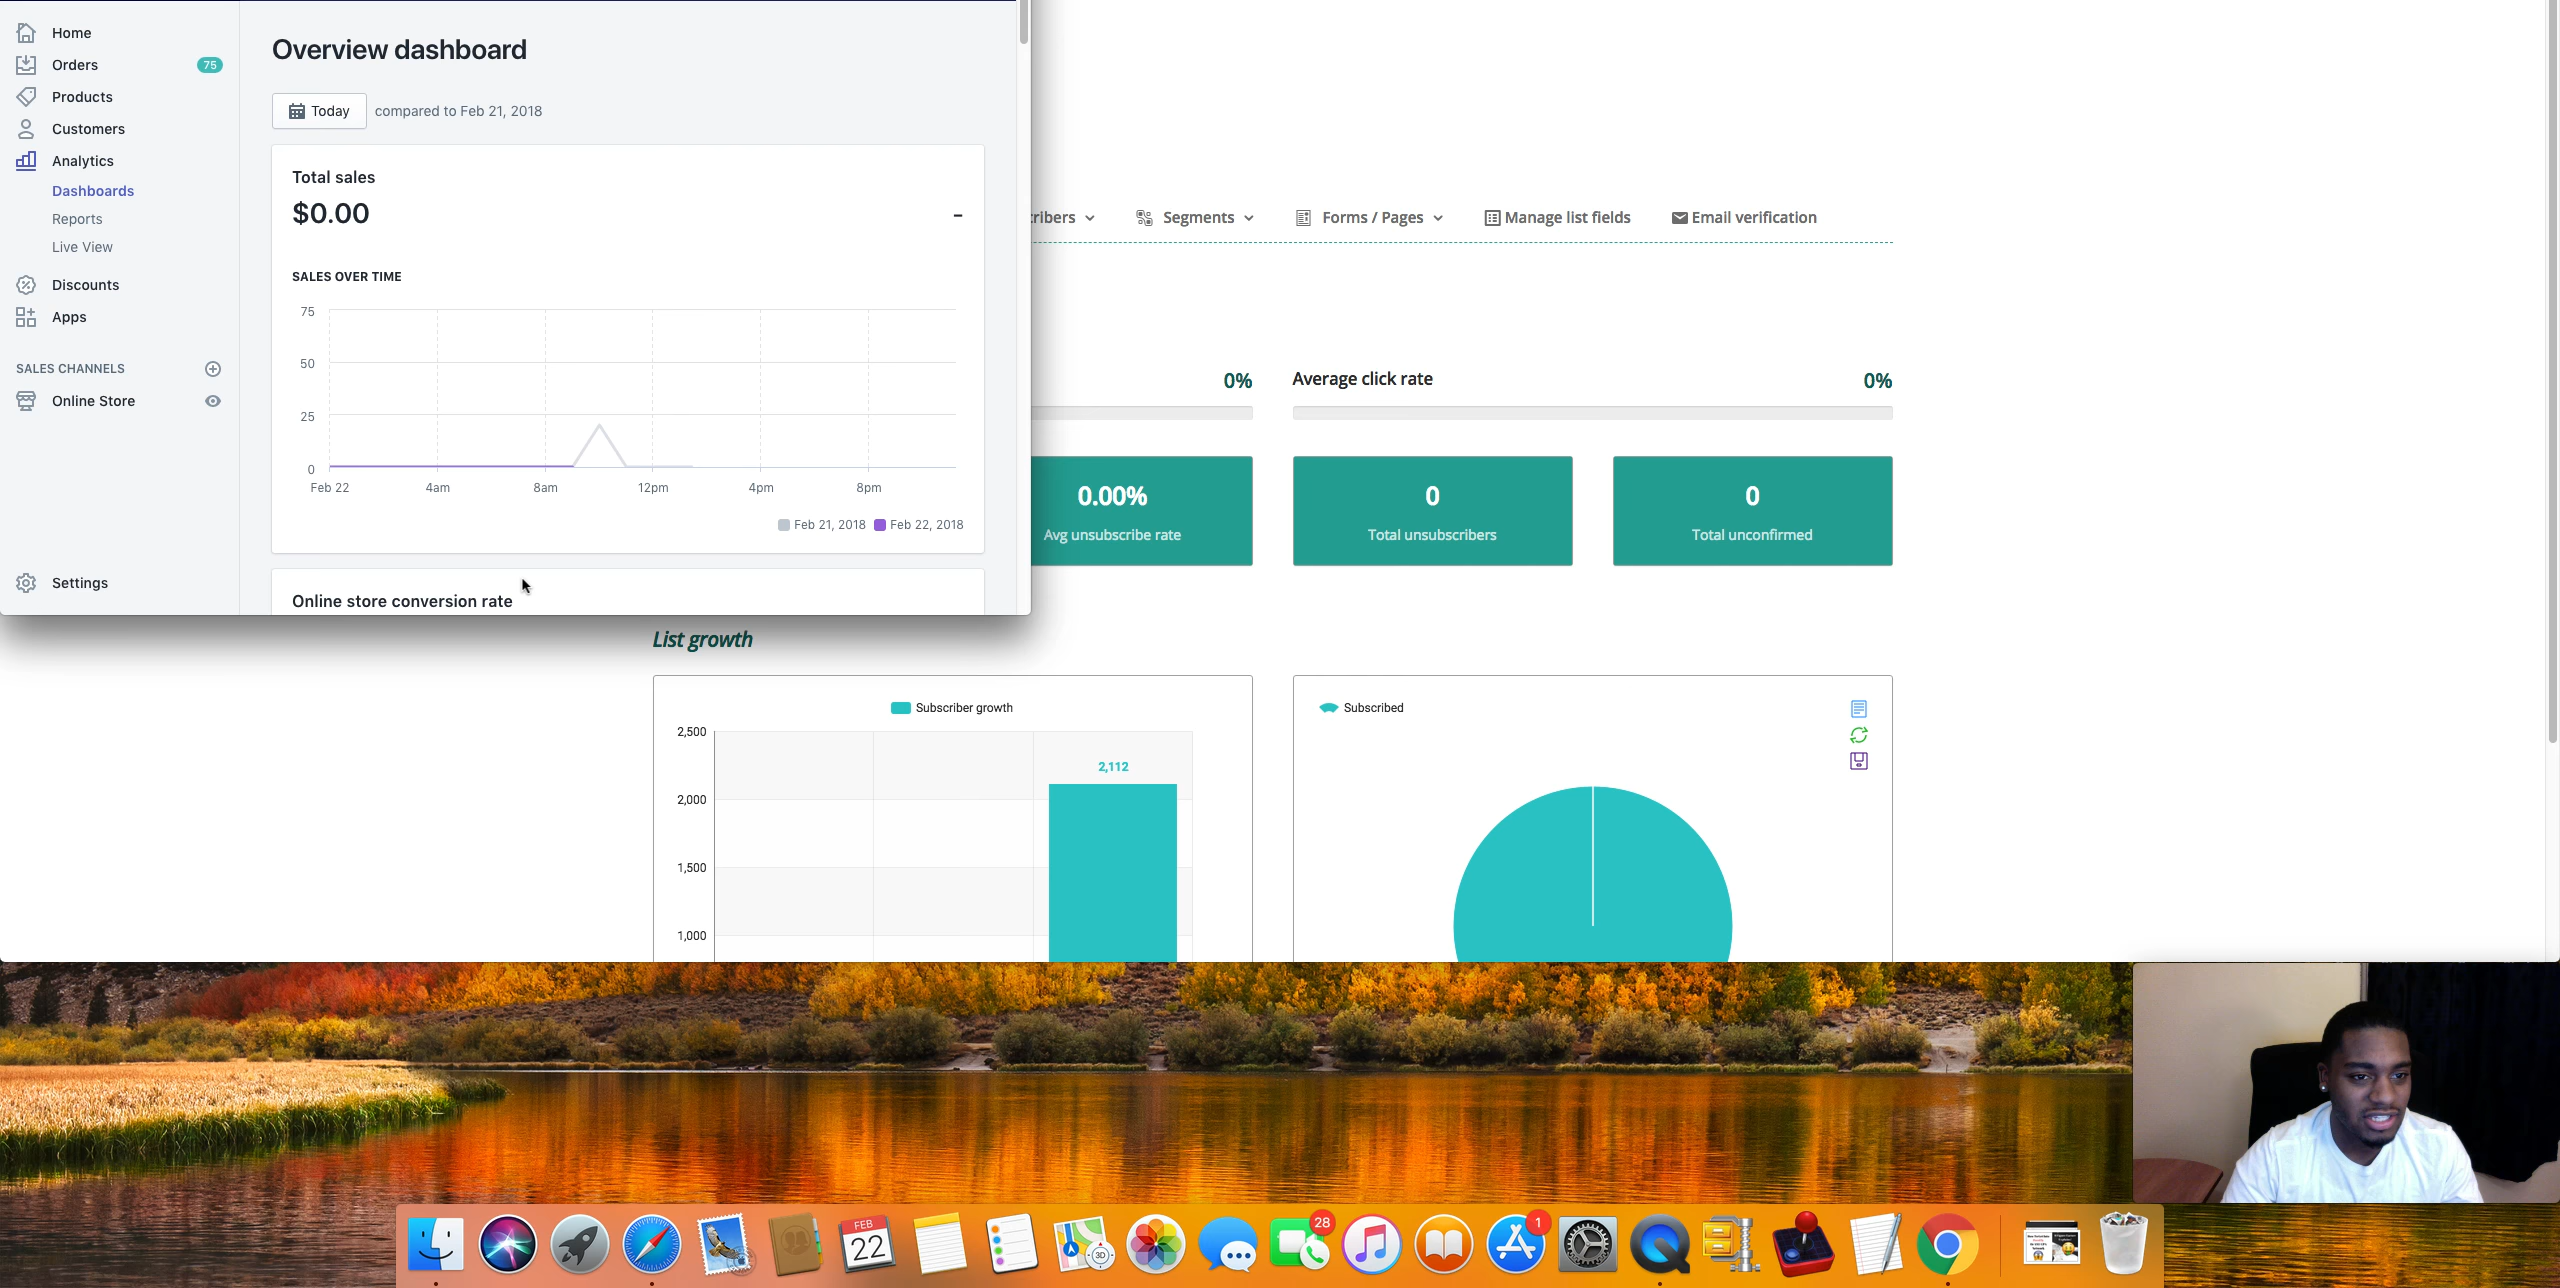 Home
Orders 75
Products
Customers
Analytics
Dashboards
Reports
Live View
Discounts
Apps
SALES CHANNELS
Online Store
Settings
Overview dashboard
Today compared to Feb 21, 2018
Total sales
$0.00 -
SALES OVER TIME
75
50
25
0
Feb 22 4am 8am 12pm 4pm 8pm
Feb 21, 2018 Feb 22, 2018
Online store conversion rate
Segments Forms / Pages Manage list fields Email verification
0% Average click rate 0%
0.00% 0 0
Avg unsubscribe rate Total unsubscribers Total unconfirmed
List growth
Subscriber growth
2,500
2,112
2,000
1,500
1,000
Subscribed
FEB
22
3D
28
1